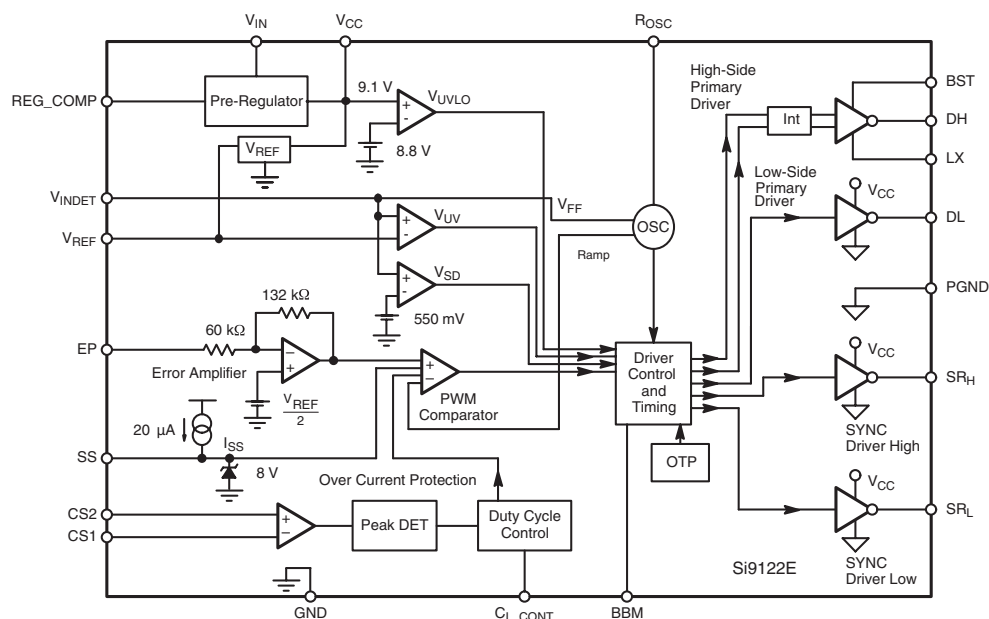 VIN
VCC
ROSC
REG_COMP
Pre-Regulator
9.1 V
VUVLO
High-Side
Primary
Driver
Int
BST
DH
LX
VREF
8.8 V
VINDET
VFF
Low-Side
Primary
Driver
VCC
VREF
VUV
OSC
DL
Ramp
VSD
550 mV
PGND
132 kΩ
60 kΩ
EP
Error Amplifier
VREF
2
PWM
Comparator
Driver
Control
and
Timing
VCC
SRH
SYNC
Driver High
20 μA
ISS
SS
8 V
OTP
Over Current Protection
CS2
CS1
Peak DET
Duty Cycle
Control
VCC
SRL
SYNC
Driver Low
Si9122E
GND
CL_CONT
BBM